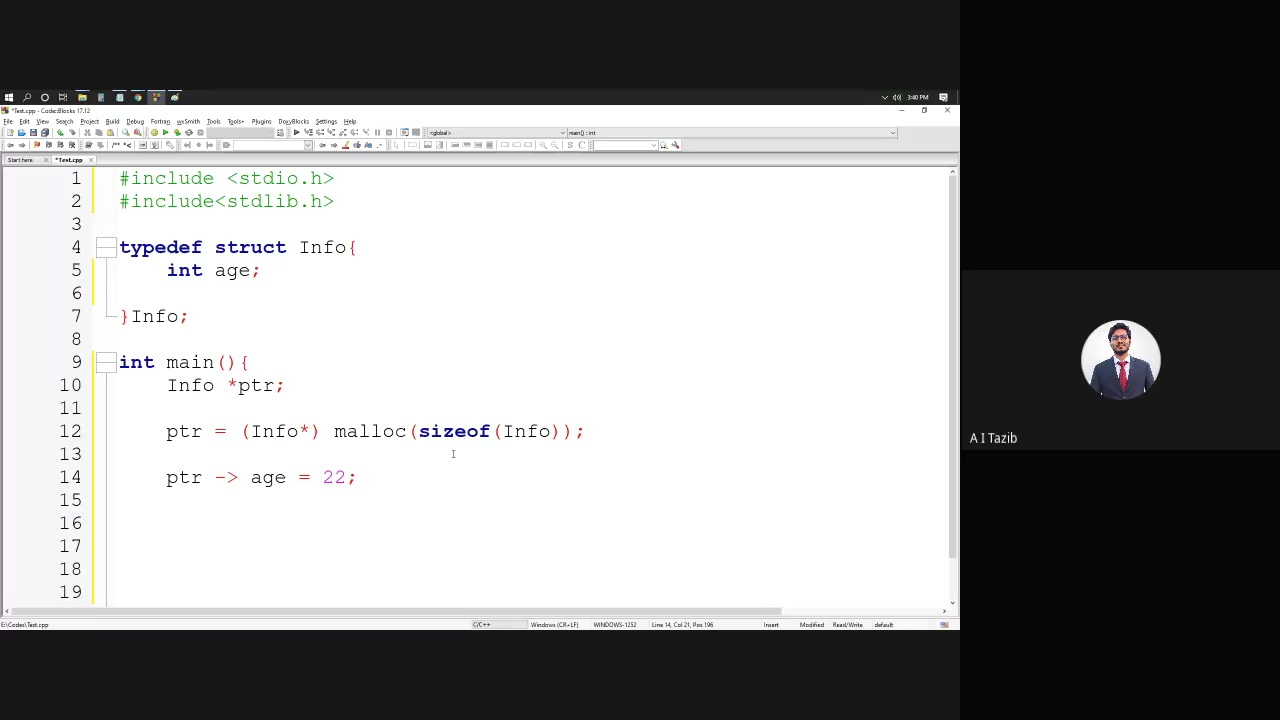 3:40 PM
*Test.cpp - Code::Blocks 17.12
File Edit View Search Project Build Debug Fortran wxSmith Tools Tools+ Plugins DoxyBlocks Settings Help
<global> main() : int
Start here *Test.cpp
1 #include <stdio.h>
2 #include<stdlib.h>
3
4 typedef struct Info{
5 int age;
6
7 }Info;
8
9 int main(){
10 Info *ptr;
11
12 ptr = (Info*) malloc(sizeof(Info));
13
14 ptr -> age = 22;
15
16
17
18
19
E:\Codes\Test.cpp C/C++ Windows (CR+LF) WINDOWS-1252 Line 14, Col 21, Pos 196 Insert Modified Read/Write default
A I Tazib